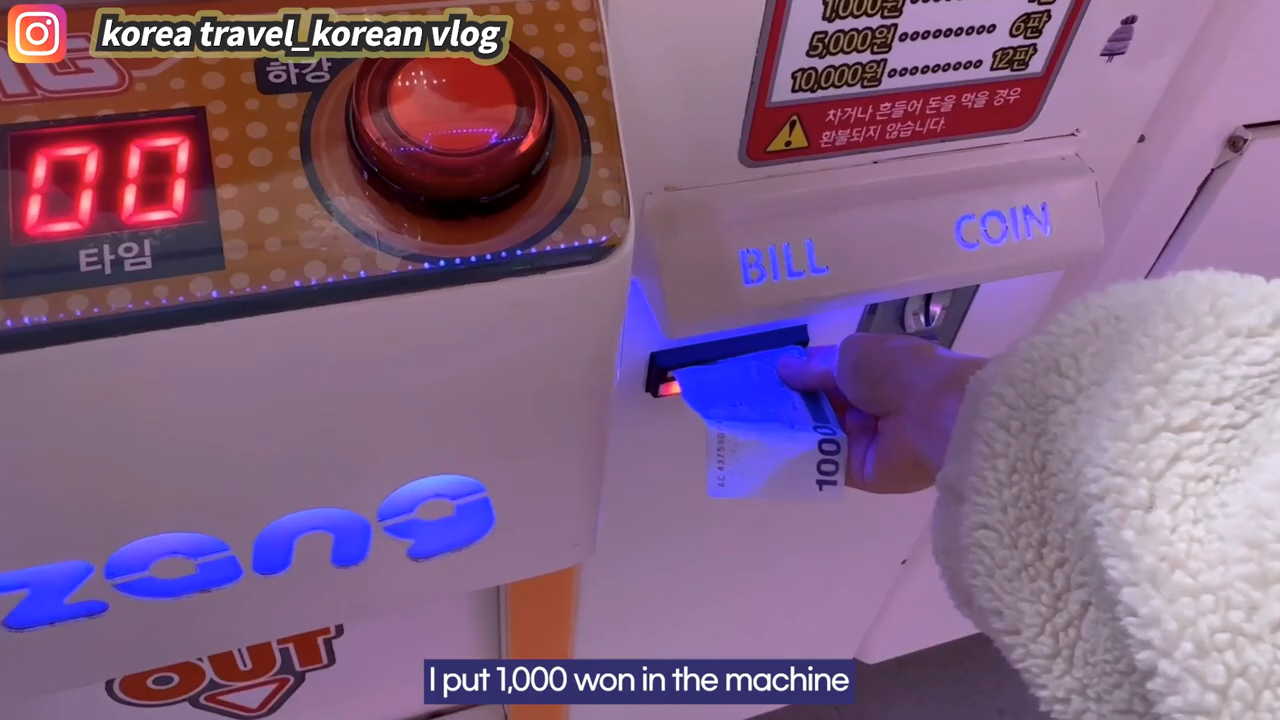 korea travel_korean vlog
하강
00
타임
1,000원
5,000원 ········· 6판
10,000원 ········· 12판
차거나 흔들어 돈을 먹을 경우
환불되지 않습니다.
BILL
COIN
1000
zang
OUT
I put 1,000 won in the machine